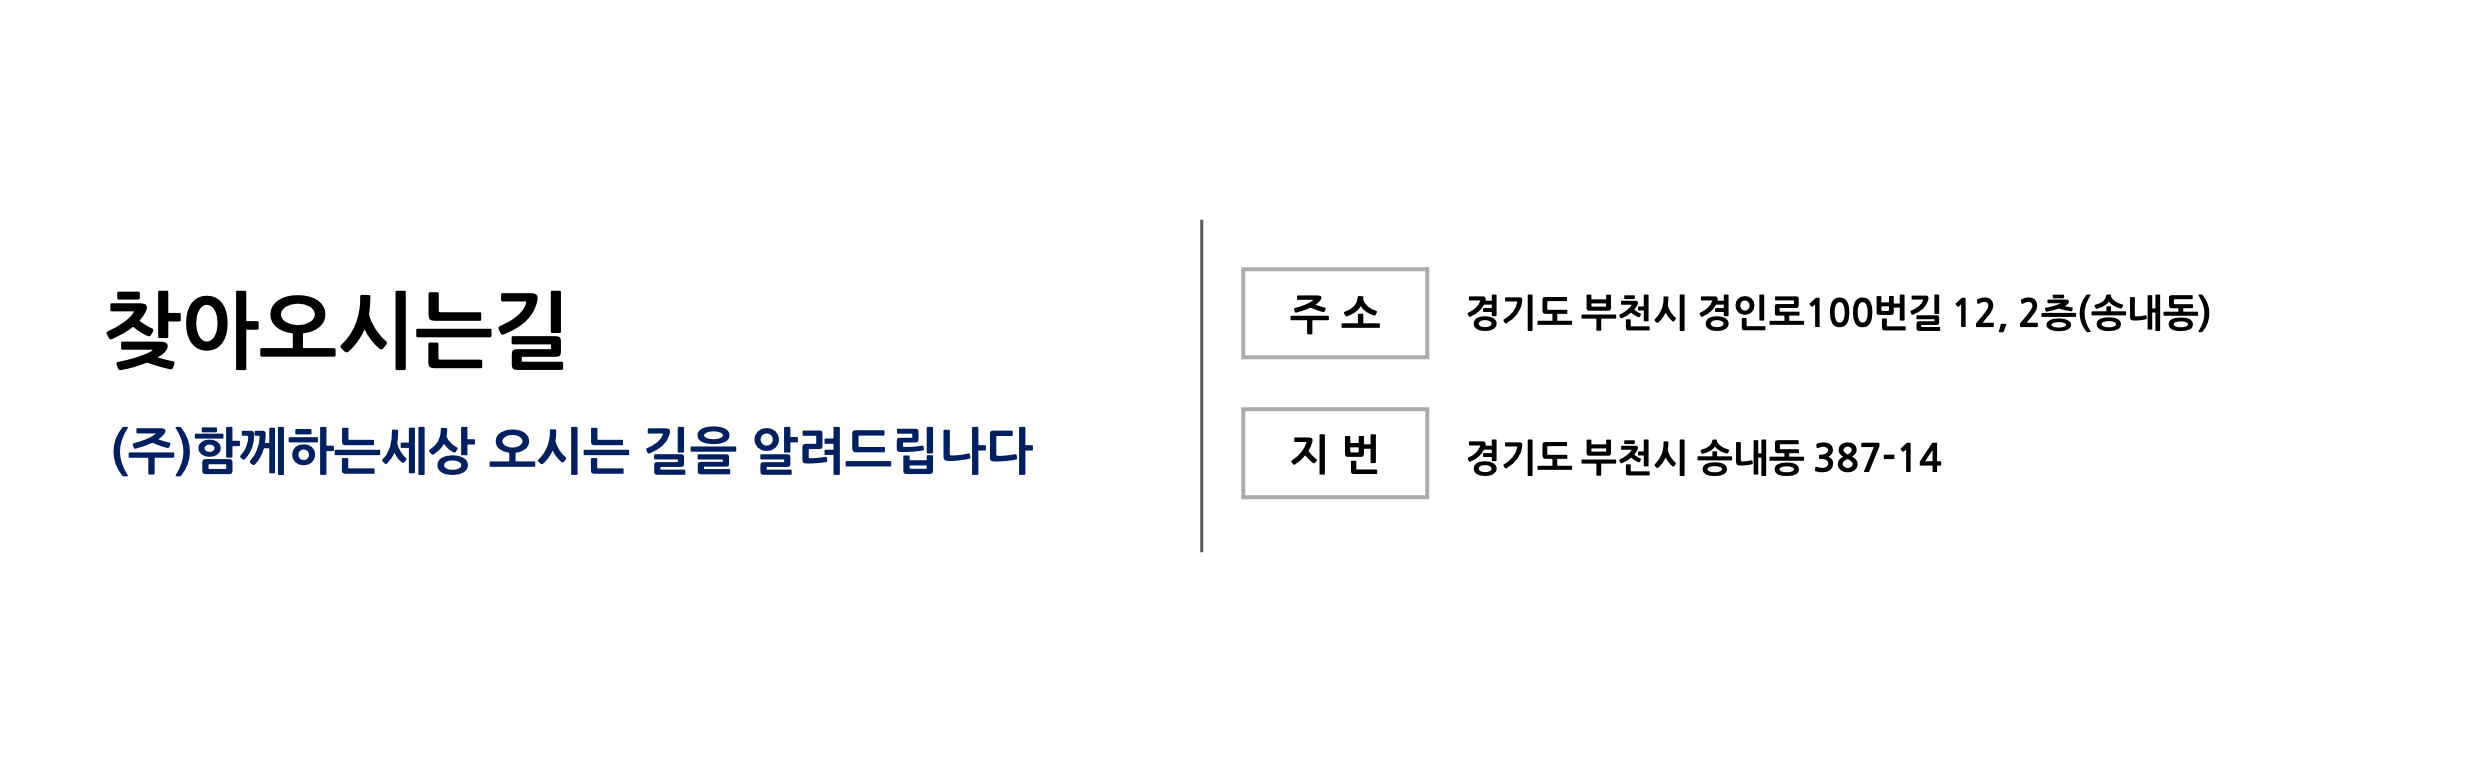 찾아오시는길
(주)함께하는세상 오시는 길을 알려드립나다
주 소
경기도 부천시 경인로100번길 12, 2층(송내동)
지 번
경기도 부천시 송내동 387-14